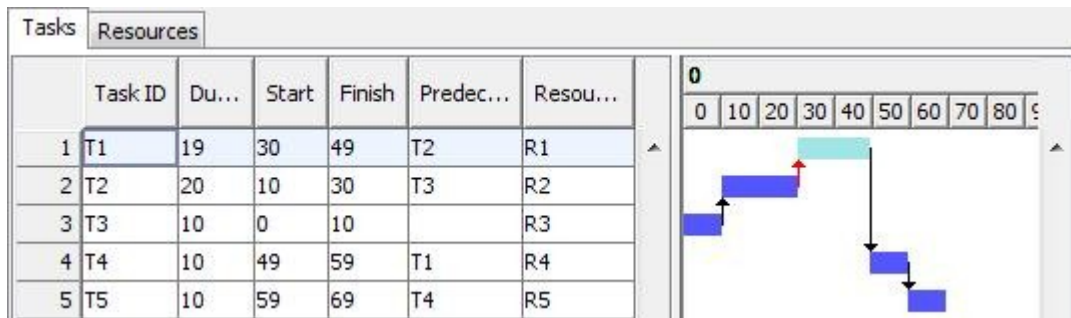 Tasks Resources
Task ID Du... Start Finish Predec... Resou...
0
0 10 20 30 40 50 60 70 80
1 T1 19 30 49 T2 R1
2 T2 20 10 30 T3 R2
3 T3 10 0 10 R3
4 T4 10 49 59 T1 R4
5 T5 10 59 69 T4 R5